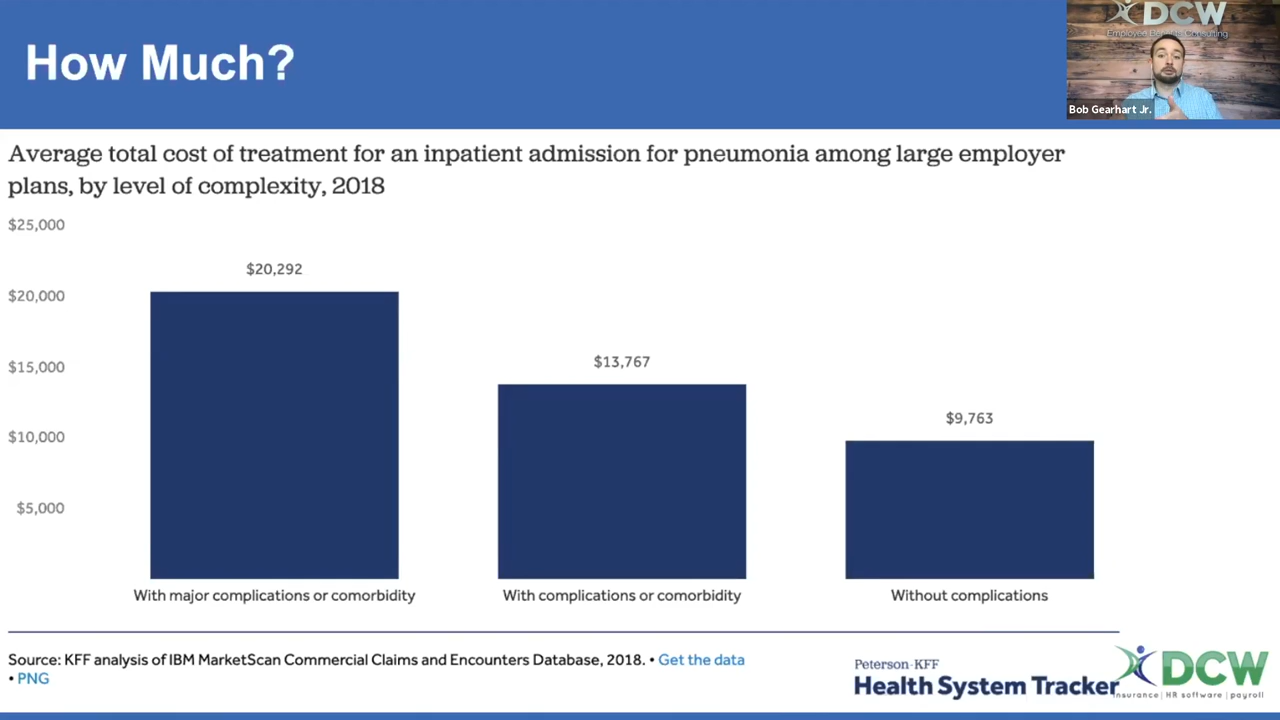 How Much?
DCW
Employee Benefits Consulting
Bob Gearhart Jr.
Average total cost of treatment for an inpatient admission for pneumonia among large employer
plans, by level of complexity, 2018
$25,000
$20,292
$20,000
$13,767
$15,000
$9,763
$10,000
$5,000
With major complications or comorbidity
With complications or comorbidity
Without complications
Source: KFF analysis of IBM MarketScan Commercial Claims and Encounters Database, 2018. • Get the data
• PNG
Peterson-KFF
Health System Tracker
DCW
insurance | HR software | payroll